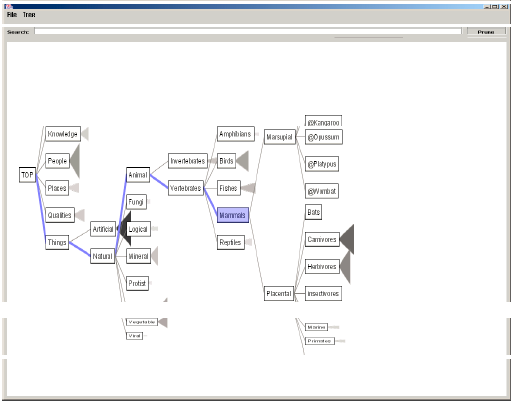 File Tree
Search: Prune
@Kangaroo
Knowledge Amphibians Marsupial @Opussum
People Invertebrates Birds @Platypus
TOP Animal
Places Vertebrates Fishes @Wombat
Fungi
Qualities Mammals Bats
Artificial Logical
Things Reptiles Carnivores
Natural Mineral
Herbivores
Protist
Placental Insectivores
Vegetable Marine
Viral Primates